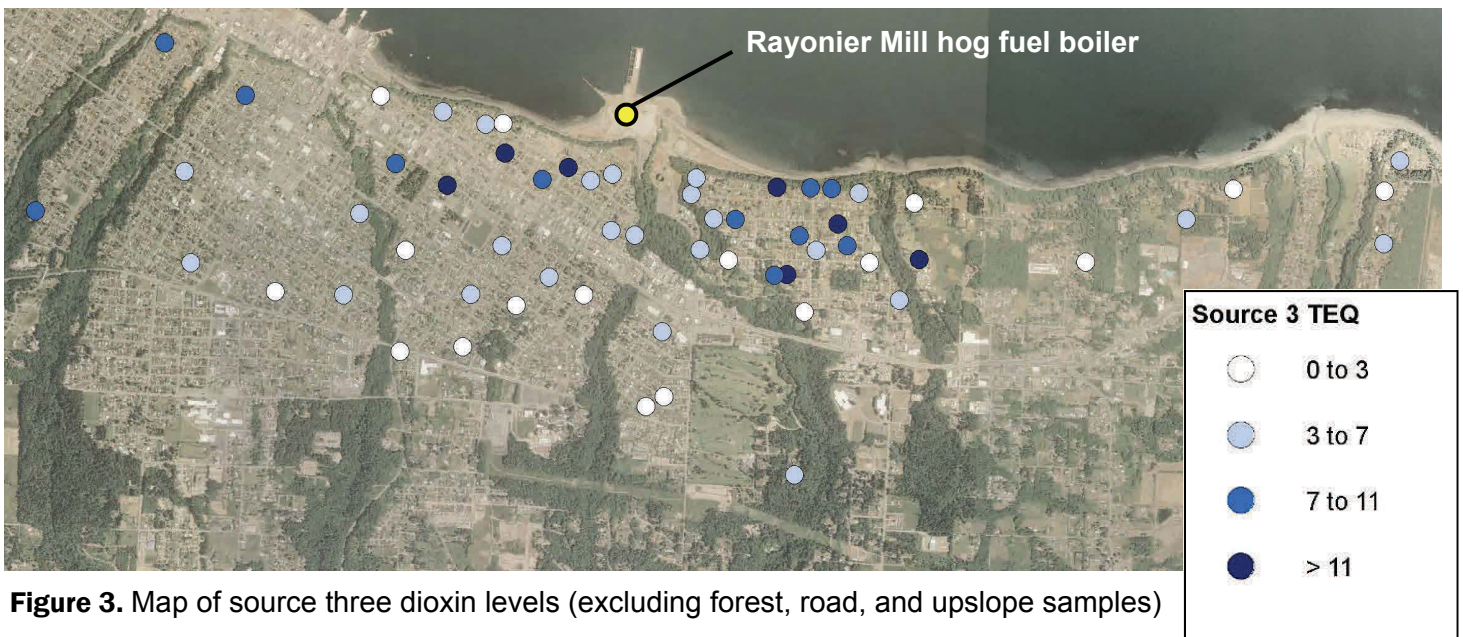 Rayonier Mill hog fuel boiler
Source 3 TEQ
0 to 3
3 to 7
7 to 11
> 11
Figure 3. Map of source three dioxin levels (excluding forest, road, and upslope samples)